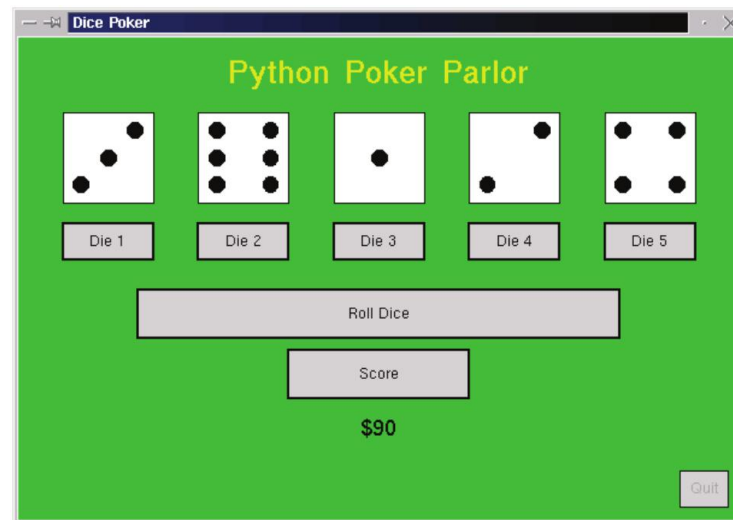 Dice Poker
Python Poker Parlor
Die 1 Die 2 Die 3 Die 4 Die 5
Roll Dice
Score
$90
Quit